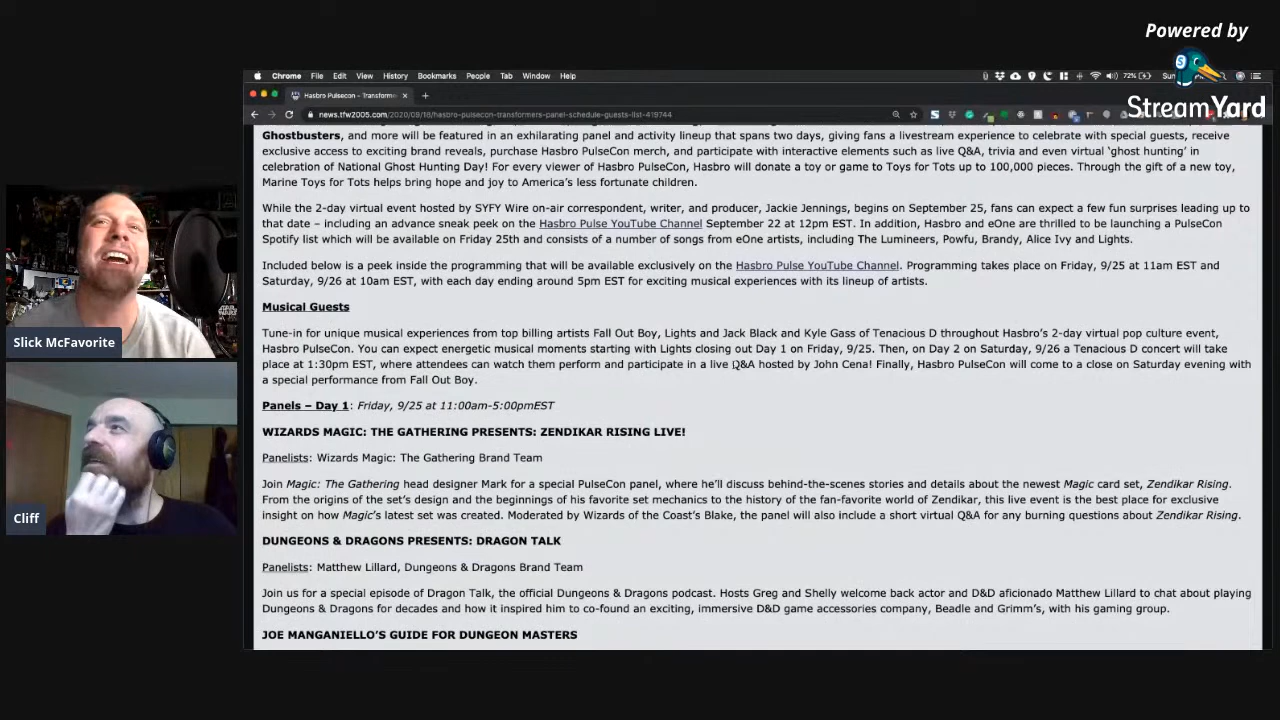 Powered by
StreamYard
Chrome File Edit View History Bookmarks People Tab Window Help
72%
Hasbro Pulsecon - Transforme
news.tfw2005.com/2020/09/16/hasbro-pulsecon-transformers-panel-schedule-guests-list-419744
Ghostbusters, and more will be featured in an exhilarating panel and activity lineup that spans two days, giving fans a livestream experience to celebrate with special guests, receive
exclusive access to exciting brand reveals, purchase Hasbro PulseCon merch, and participate with interactive elements such as live Q&A, trivia and even virtual ‘ghost hunting’ in
celebration of National Ghost Hunting Day! For every viewer of Hasbro PulseCon, Hasbro will donate a toy or game to Toys for Tots up to 100,000 pieces. Through the gift of a new toy,
Marine Toys for Tots helps bring hope and joy to America’s less fortunate children.
While the 2-day virtual event hosted by SYFY Wire on-air correspondent, writer, and producer, Jackie Jennings, begins on September 25, fans can expect a few fun surprises leading up to
that date – including an advance sneak peek on the Hasbro Pulse YouTube Channel September 22 at 12pm EST. In addition, Hasbro and eOne are thrilled to be launching a PulseCon
Spotify list which will be available on Friday 25th and consists of a number of songs from eOne artists, including The Lumineers, Powfu, Brandy, Alice Ivy and Lights.
Included below is a peek inside the programming that will be available exclusively on the Hasbro Pulse YouTube Channel. Programming takes place on Friday, 9/25 at 11am EST and
Saturday, 9/26 at 10am EST, with each day ending around 5pm EST for exciting musical experiences with its lineup of artists.
Musical Guests
Tune-in for unique musical experiences from top billing artists Fall Out Boy, Lights and Jack Black and Kyle Gass of Tenacious D throughout Hasbro’s 2-day virtual pop culture event,
Hasbro PulseCon. You can expect energetic musical moments starting with Lights closing out Day 1 on Friday, 9/25. Then, on Day 2 on Saturday, 9/26 a Tenacious D concert will take
place at 1:30pm EST, where attendees can watch them perform and participate in a live Q&A hosted by John Cena! Finally, Hasbro PulseCon will come to a close on Saturday evening with
a special performance from Fall Out Boy.
Panels – Day 1: Friday, 9/25 at 11:00am-5:00pmEST
WIZARDS MAGIC: THE GATHERING PRESENTS: ZENDIKAR RISING LIVE!
Panelists: Wizards Magic: The Gathering Brand Team
Join Magic: The Gathering head designer Mark for a special PulseCon panel, where he’ll discuss behind-the-scenes stories and details about the newest Magic card set, Zendikar Rising.
From the origins of the set’s design and the beginnings of his favorite set mechanics to the history of the fan-favorite world of Zendikar, this live event is the best place for exclusive
insight on how Magic’s latest set was created. Moderated by Wizards of the Coast’s Blake, the panel will also include a short virtual Q&A for any burning questions about Zendikar Rising.
DUNGEONS & DRAGONS PRESENTS: DRAGON TALK
Panelists: Matthew Lillard, Dungeons & Dragons Brand Team
Join us for a special episode of Dragon Talk, the official Dungeons & Dragons podcast. Hosts Greg and Shelly welcome back actor and D&D aficionado Matthew Lillard to chat about playing
Dungeons & Dragons for decades and how it inspired him to co-found an exciting, immersive D&D game accessories company, Beadle and Grimm’s, with his gaming group.
JOE MANGANIELLO’S GUIDE FOR DUNGEON MASTERS
Slick McFavorite
Cliff